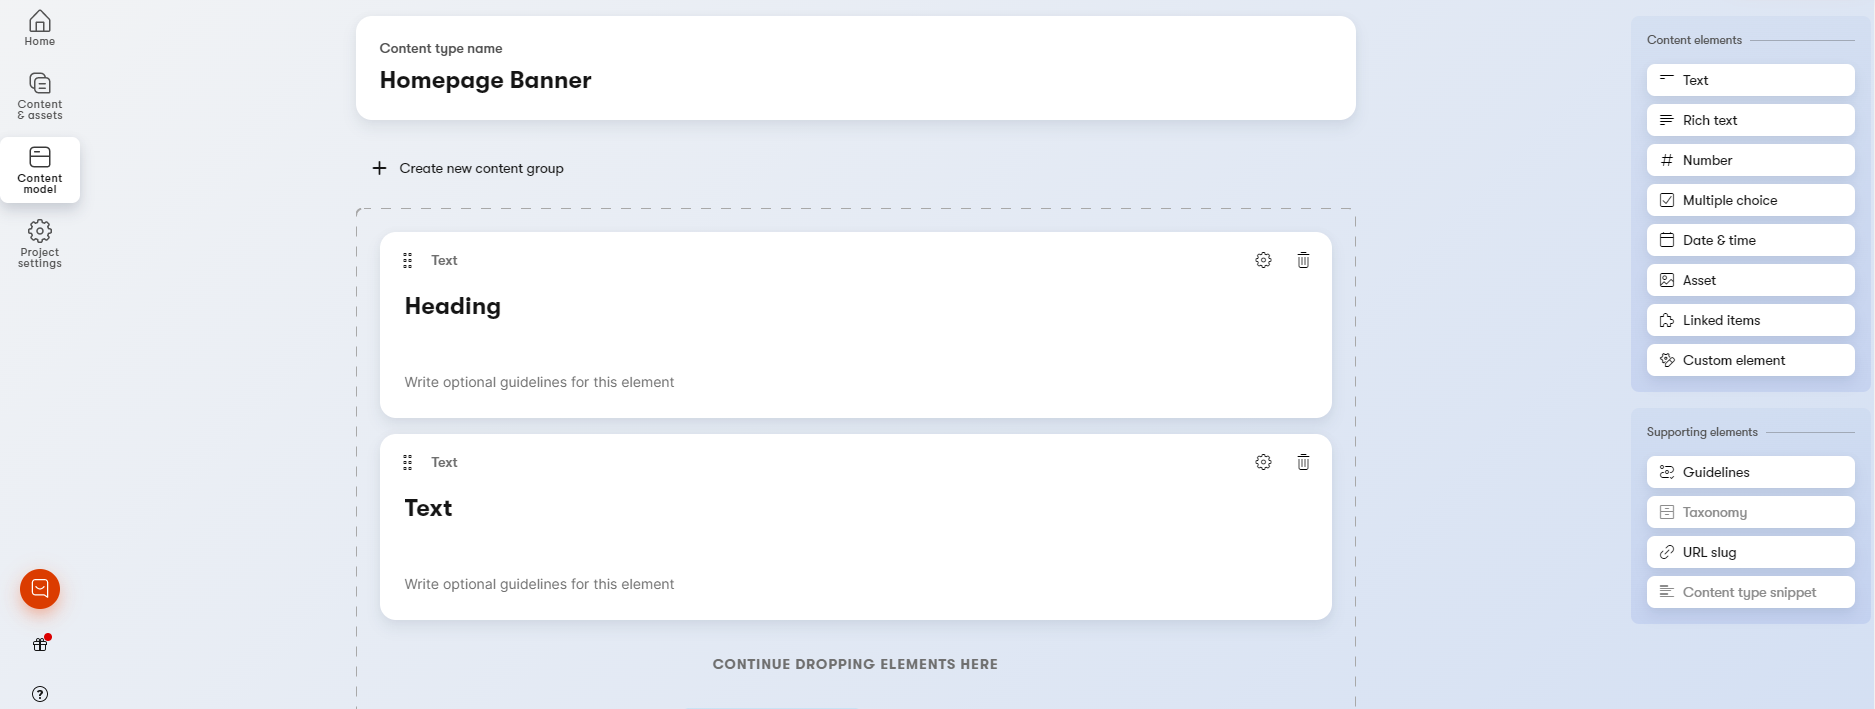 Home
Content
& assets
Content
model
Project
settings
Content type name
Homepage Banner
Create new content group
Text
Heading
Write optional guidelines for this element
Text
Text
Write optional guidelines for this element
CONTINUE DROPPING ELEMENTS HERE
Content elements
Text
Rich text
Number
Multiple choice
Date & time
Asset
Linked items
Custom element
Supporting elements
Guidelines
Taxonomy
URL slug
Content type snippet